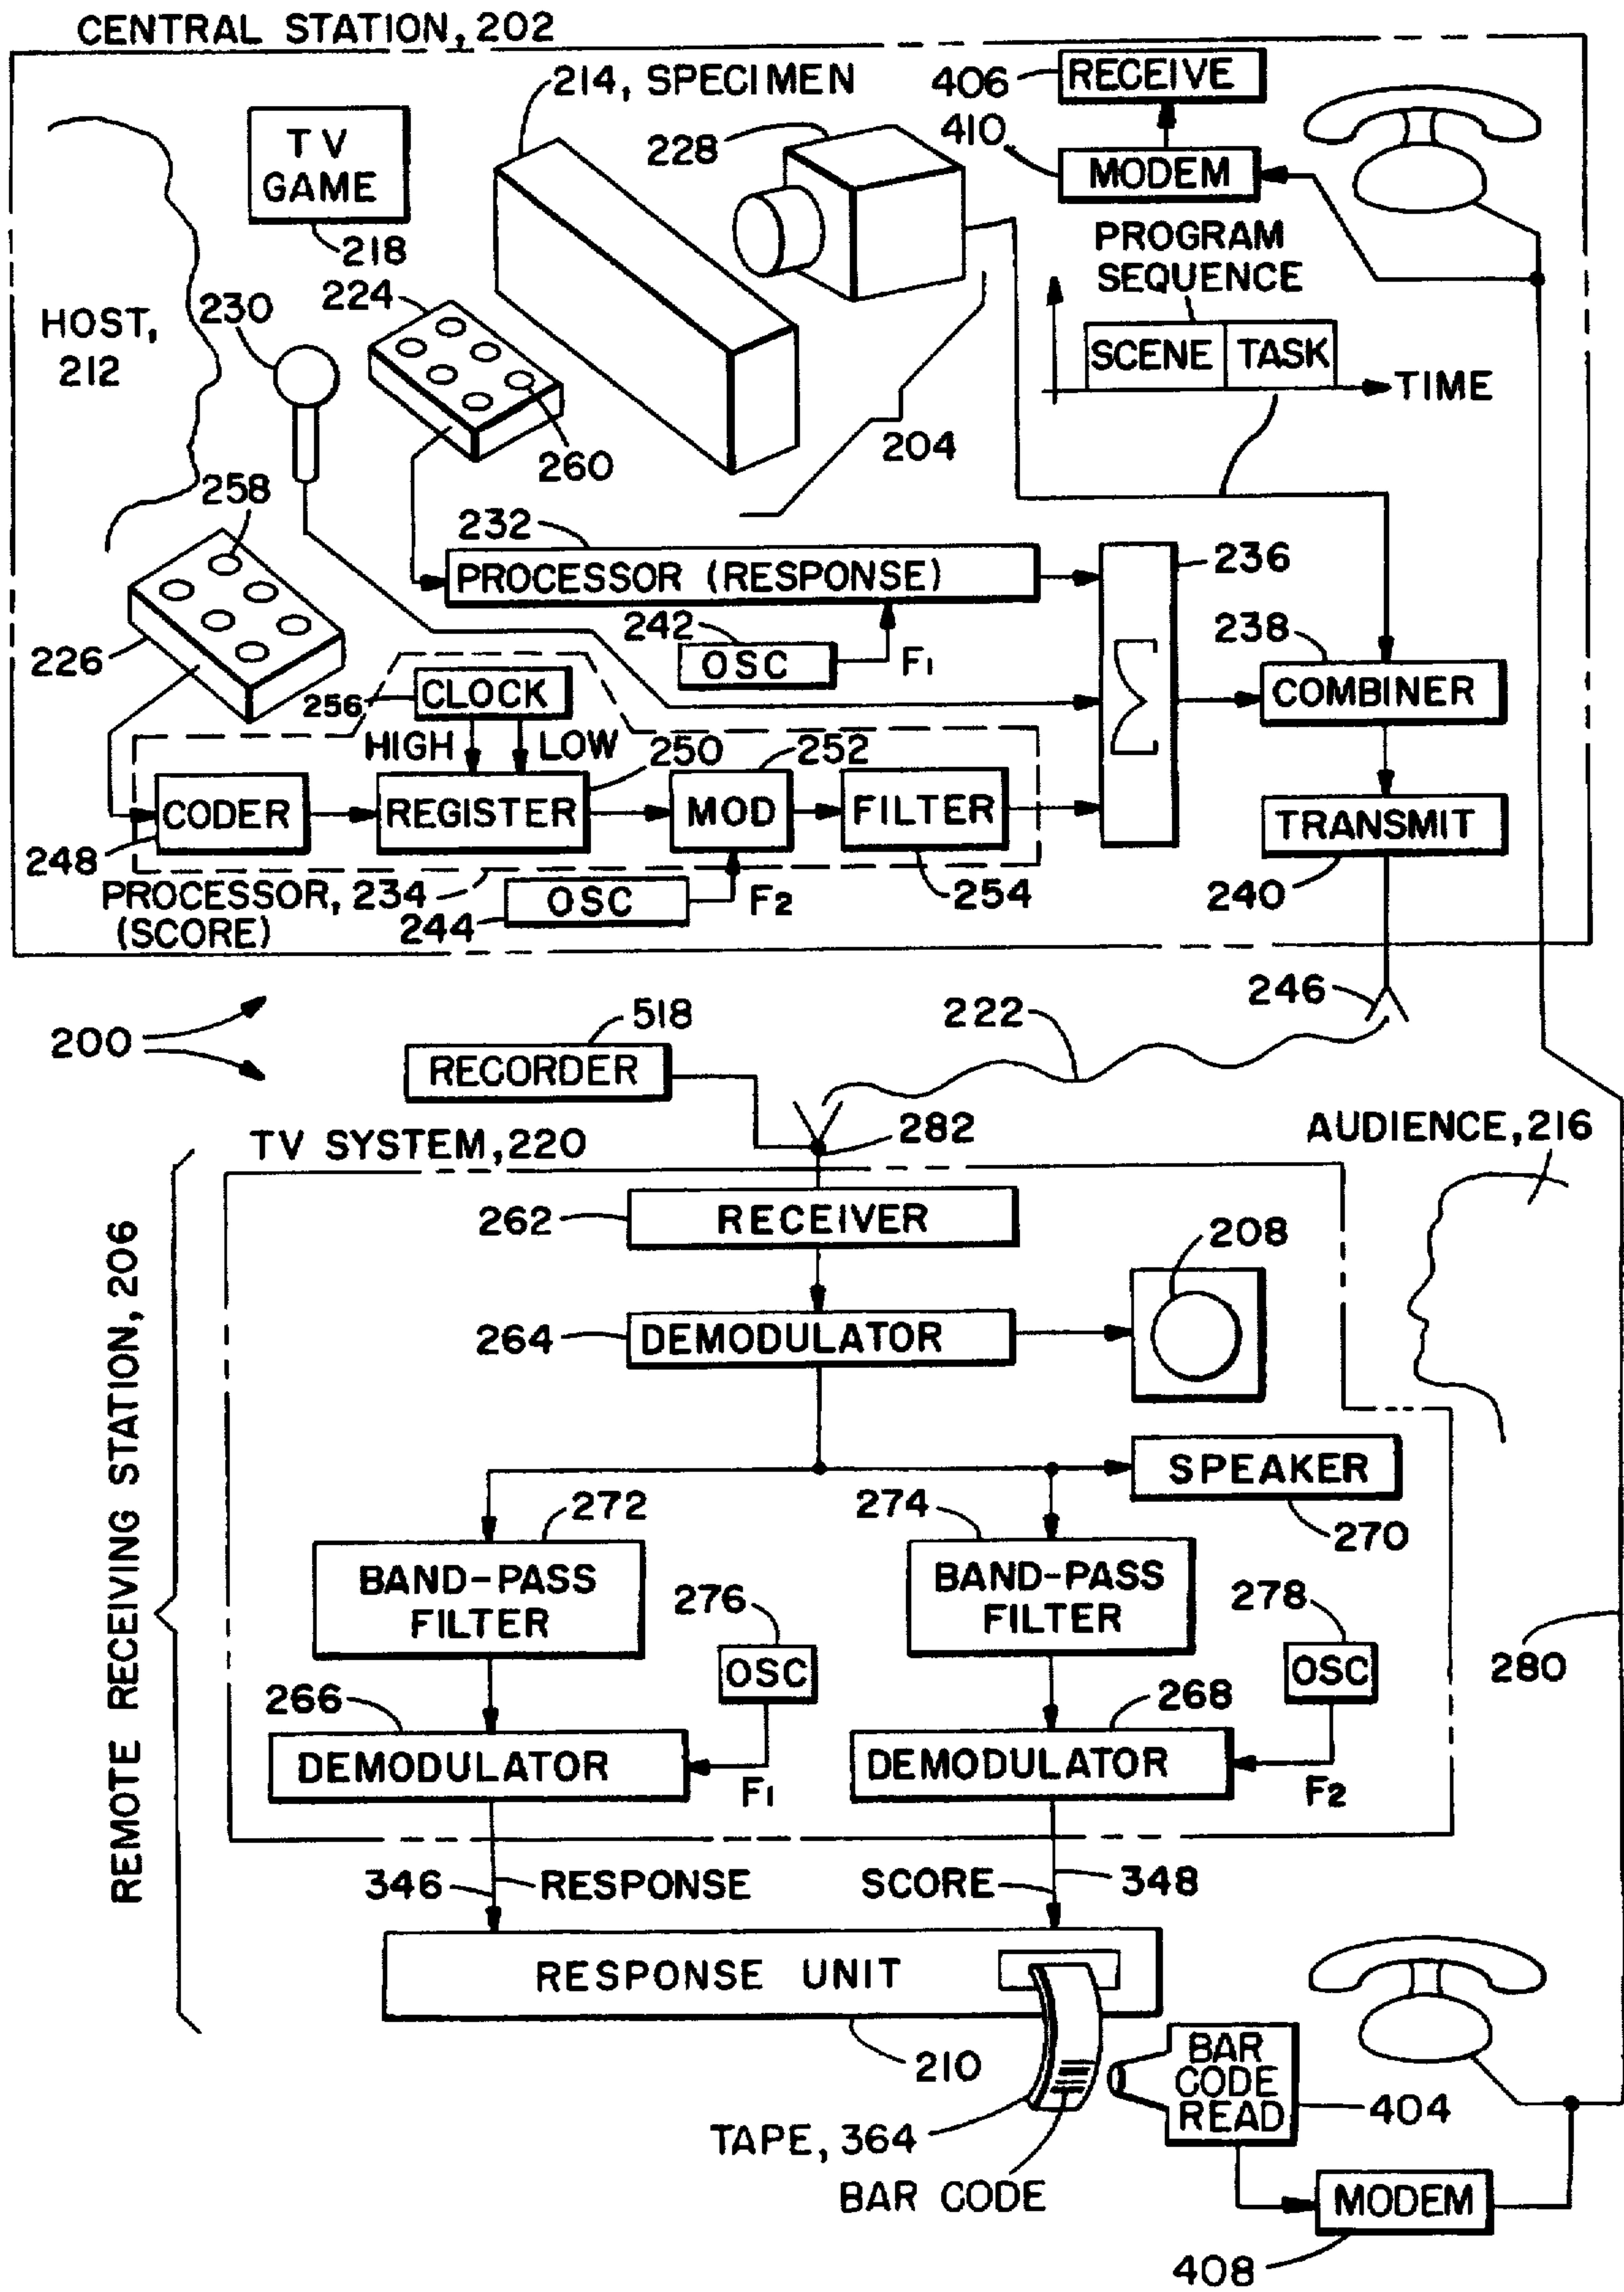 CENTRAL STATION, 202
214, SPECIMEN
406
RECEIVE
TV
GAME
228
410
MODEM
218
PROGRAM
SEQUENCE
HOST,
212
230
224
SCENE
TASK
TIME
260
204
258
232
PROCESSOR (RESPONSE)
236
226
242
OSC
F1
238
COMBINER
256
CLOCK
HIGH
LOW
250
252
CODER
REGISTER
MOD
FILTER
TRANSMIT
248
PROCESSOR, 234
(SCORE)
244
OSC
F2
254
240
246
200
518
RECORDER
222
282
AUDIENCE, 216
TV SYSTEM, 220
REMOTE RECEIVING STATION, 206
262
RECEIVER
208
264
DEMODULATOR
SPEAKER
270
272
274
BAND-PASS
FILTER
BAND-PASS
FILTER
276
OSC
278
OSC
280
266
268
DEMODULATOR
F1
DEMODULATOR
F2
346
RESPONSE
SCORE
348
RESPONSE UNIT
210
BAR
CODE
READ
404
TAPE, 364
BAR CODE
MODEM
408